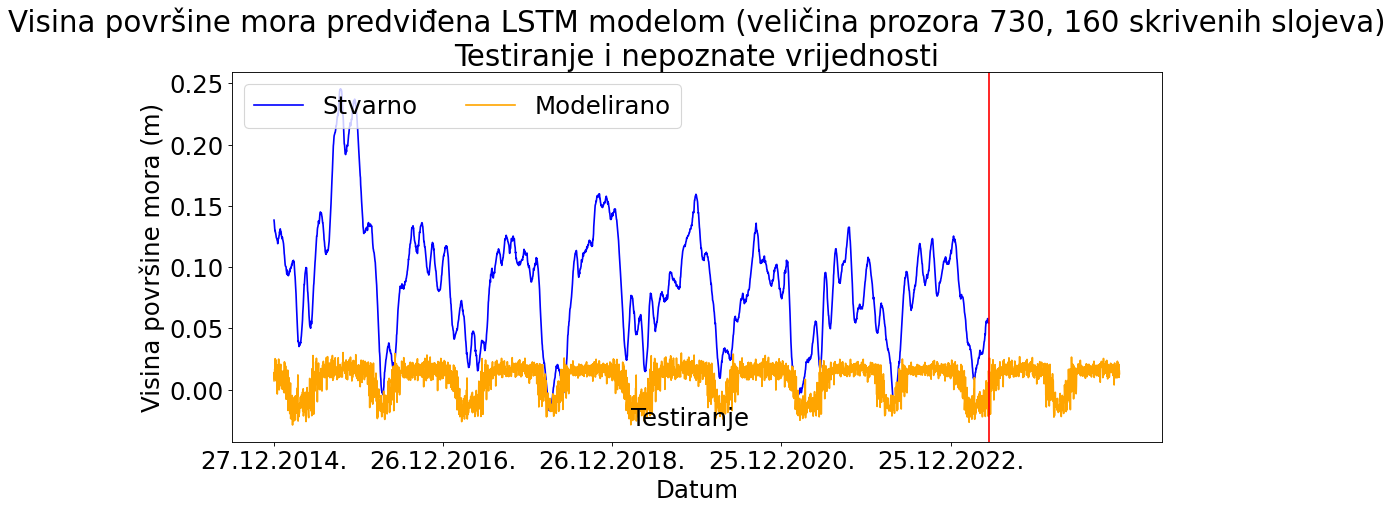 Visina površine mora predviđena LSTM modelom (veličina prozora 730, 160 skrivenih slojeva)
Testiranje i nepoznate vrijednosti
Stvarno
Modelirano
Visina površine mora (m)
0.25
0.20
0.15
0.10
0.05
0.00
Testiranje
27.12.2014.
26.12.2016.
26.12.2018.
25.12.2020.
25.12.2022.
Datum